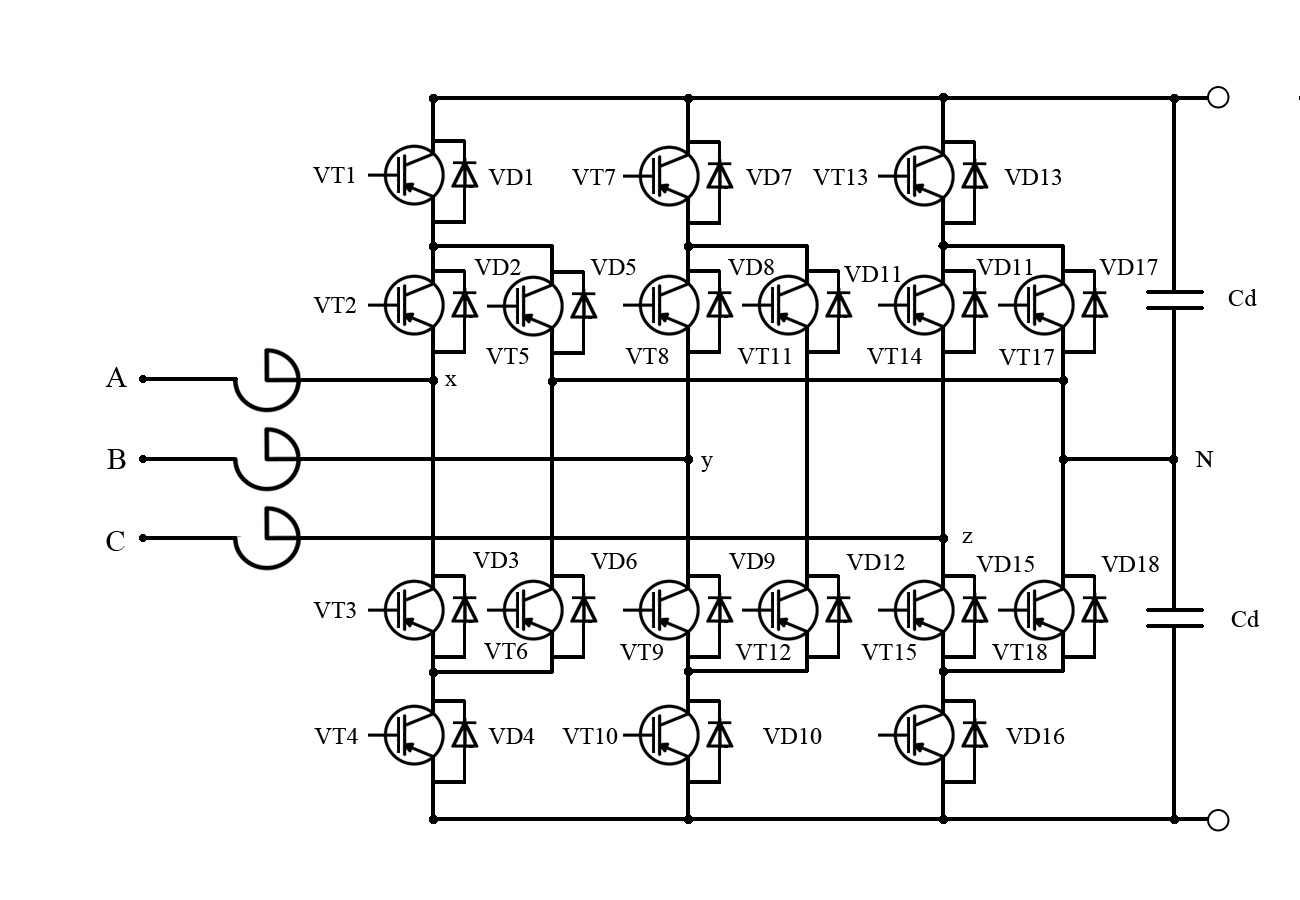 VT1 VD1 VT7 VD7 VT13 VD13
VD2 VD5 VD8 VD11 VD11 VD17
VT2 Cd
VT5 VT8 VT11 VT14 VT17
A x
B y N
C z
VD3 VD6 VD9 VD12 VD15 VD18
VT3 Cd
VT6 VT9 VT12 VT15 VT18
VT4 VD4 VT10 VD10 VD16